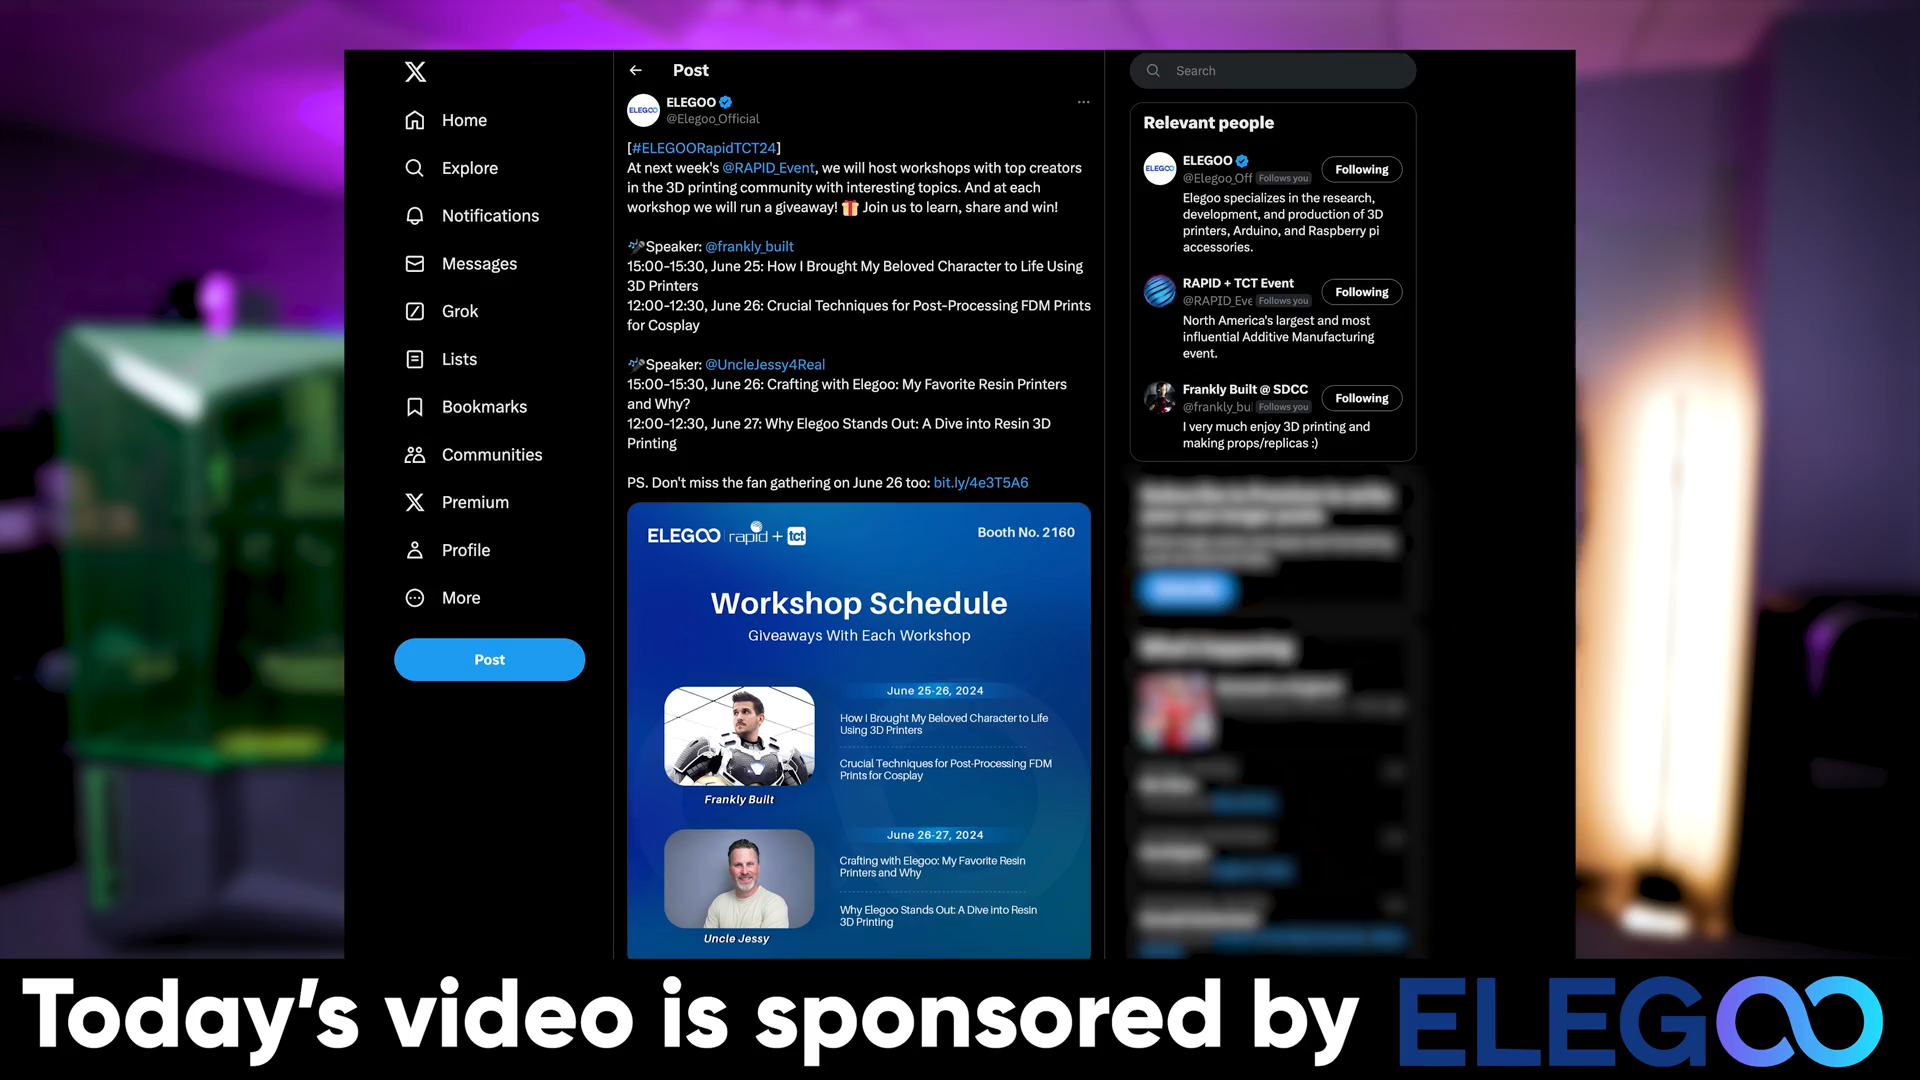 Home
Explore
Notifications
Messages
Grok
Lists
Bookmarks
Communities
Premium
Profile
More
Post
Post
ELEGOO
ELEGOO
@Elegoo_Official
[#ELEGOORapidTCT24]
At next week's @RAPID_Event, we will host workshops with top creators
in the 3D printing community with interesting topics. And at each
workshop we will run a giveaway! 🎁 Join us to learn, share and win!
🎤Speaker: @frankly_built
15:00-15:30, June 25: How I Brought My Beloved Character to Life Using
3D Printers
12:00-12:30, June 26: Crucial Techniques for Post-Processing FDM Prints
for Cosplay
🎤Speaker: @UncleJessy4Real
15:00-15:30, June 26: Crafting with Elegoo: My Favorite Resin Printers
and Why?
12:00-12:30, June 27: Why Elegoo Stands Out: A Dive into Resin 3D
Printing
PS. Don't miss the fan gathering on June 26 too: bit.ly/4e3T5A6
ELEGOO rapid + tct
Booth No. 2160
Workshop Schedule
Giveaways With Each Workshop
June 25-26, 2024
How I Brought My Beloved Character to Life
Using 3D Printers
Crucial Techniques for Post-Processing FDM
Prints for Cosplay
Frankly Built
June 26-27, 2024
Crafting with Elegoo: My Favorite Resin
Printers and Why
Why Elegoo Stands Out: A Dive into Resin
3D Printing
Uncle Jessy
Search
Relevant people
ELEGOO
ELEGOO
@Elegoo_Off Follows you
Following
Elegoo specializes in the research,
development, and production of 3D
printers, Arduino, and Raspberry pi
accessories.
RAPID + TCT Event
@RAPID_Eve Follows you
Following
North America's largest and most
influential Additive Manufacturing
event.
Frankly Built @ SDCC
@frankly_bui Follows you
Following
I very much enjoy 3D printing and
making props/replicas :)
Today's video is sponsored by ELEGOO